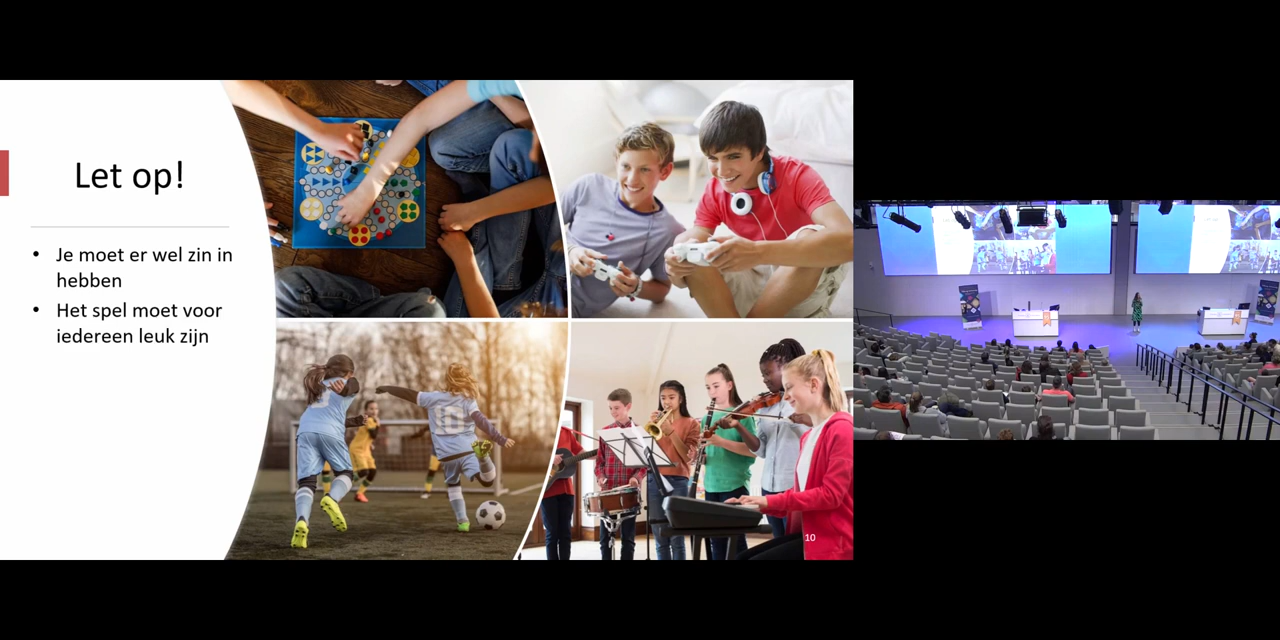 Let op!
• Je moet er wel zin in
hebben
• Het spel moet voor
iedereen leuk zijn
10